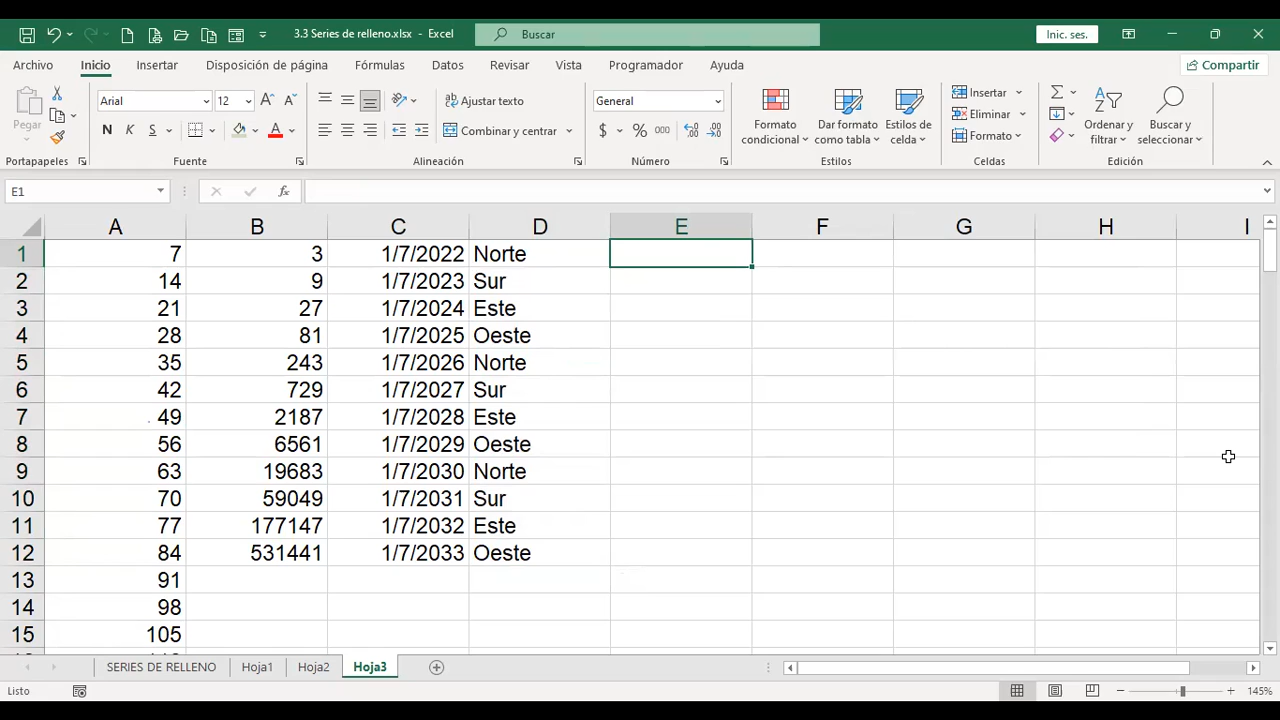 3.3 Series de relleno.xlsx - Excel
Buscar
Inic. ses.
Archivo Inicio Insertar Disposición de página Fórmulas Datos Revisar Vista Programador Ayuda
Compartir
Pegar
Portapapeles
Arial 12
N K S
Fuente
Ajustar texto
Combinar y centrar
Alineación
General
$ % 000
Número
Formato condicional
Dar formato como tabla
Estilos de celda
Estilos
Insertar
Eliminar
Formato
Celdas
Ordenar y filtrar
Buscar y seleccionar
Edición
E1
fx
A B C D E F G H I
1 7 3 1/7/2022 Norte
2 14 9 1/7/2023 Sur
3 21 27 1/7/2024 Este
4 28 81 1/7/2025 Oeste
5 35 243 1/7/2026 Norte
6 42 729 1/7/2027 Sur
7 49 2187 1/7/2028 Este
8 56 6561 1/7/2029 Oeste
9 63 19683 1/7/2030 Norte
10 70 59049 1/7/2031 Sur
11 77 177147 1/7/2032 Este
12 84 531441 1/7/2033 Oeste
13 91
14 98
15 105
SERIES DE RELLENO Hoja1 Hoja2 Hoja3
Listo
145%